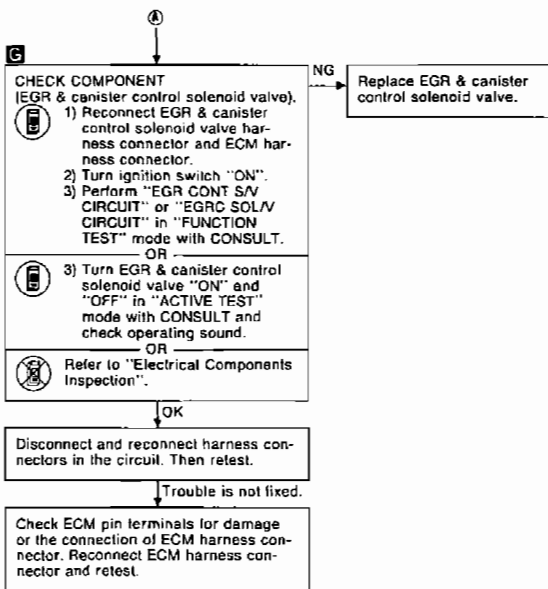 A
G
CHECK COMPONENT
(EGR & canister control solenoid valve).
1) Reconnect EGR & canister
control solenoid valve har-
ness connector and ECM har-
ness connector.
2) Turn ignition switch "ON".
3) Perform "EGR CONT S/V
CIRCUIT" or "EGRC SOL/V
CIRCUIT" in "FUNCTION
TEST" mode with CONSULT.
OR
3) Turn EGR & canister control
solenoid valve "ON" and
"OFF" in "ACTIVE TEST"
mode with CONSULT and
check operating sound.
OR
Refer to "Electrical Components
Inspection".
NG
Replace EGR & canister
control solenoid valve.
OK
Disconnect and reconnect harness con-
nectors in the circuit. Then retest.
Trouble is not fixed.
Check ECM pin terminals for damage
or the connection of ECM harness con-
nector. Reconnect ECM harness con-
nector and retest.